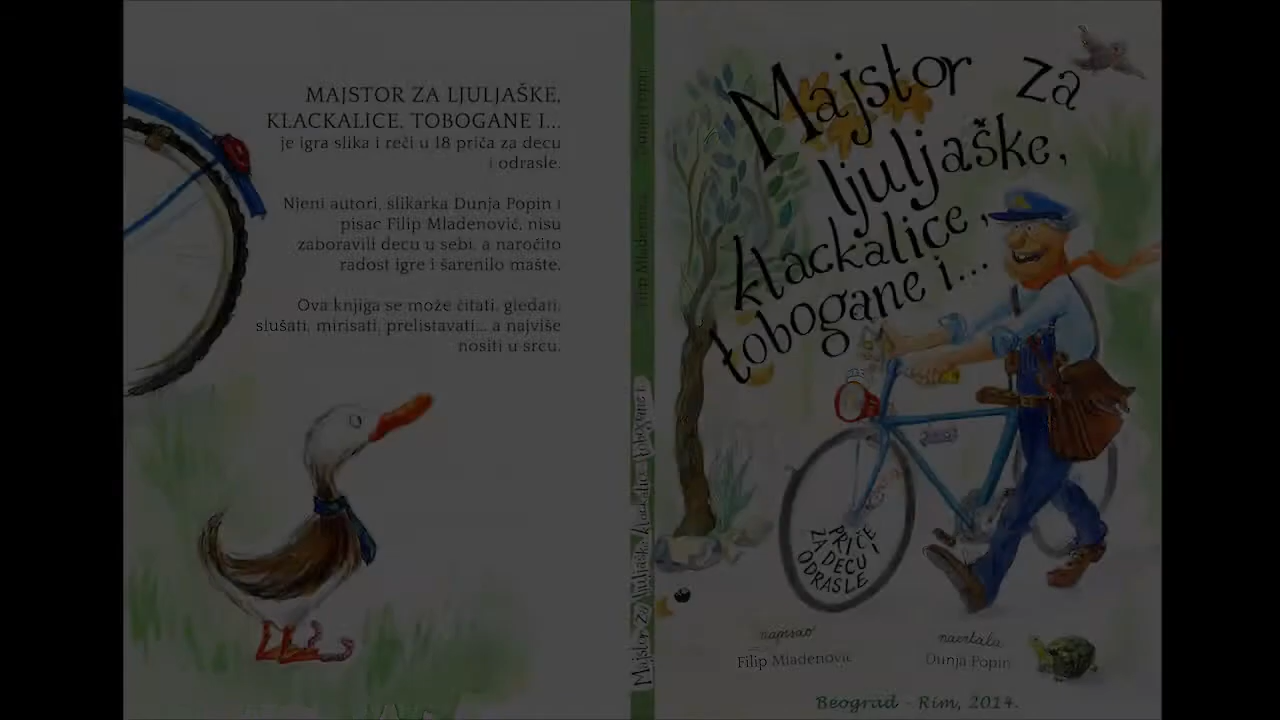 MAJSTOR ZA LJULJAŠKE,
KLACKALICE, TOBOGANE I...
je igra slika i reči u 18 priča za decu
i odrasle.
Njeni autori, slikarka Dunja Popin i
pisac Filip Mladenović, nisu
zaboravili decu u sebi, a naročito
radost igre i šarenilo mašte.
Ova knjiga se može čitati, gledati,
slušati, mirisati, prelistavati... a najviše
nositi u srcu.
Majstor za ljuljaške, klackalice, tobogane i...
Filip Mladenović
Majstor za
ljuljaške,
klackalice,
tobogane i...
PRIČE
ZA DECU I
ODRASLE
napisao
Filip Mladenović
nacrtala
Dunja Popin
Beograd - Rim, 2014.